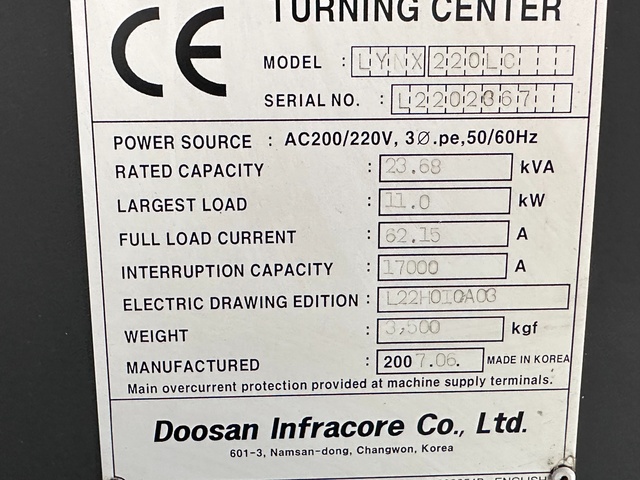 TURNING CENTER
CE
MODEL : LYNX 220LC
SERIAL NO. : L2202367
POWER SOURCE : AC200/220V, 3Ø.pe,50/60Hz
RATED CAPACITY : 23.68 kVA
LARGEST LOAD : 11.0 kW
FULL LOAD CURRENT : 62.15 A
INTERRUPTION CAPACITY : 17000 A
ELECTRIC DRAWING EDITION : L22H0IOA03
WEIGHT : 3,500 kgf
MANUFACTURED : 2007.06. MADE IN KOREA
Main overcurrent protection provided at machine supply terminals.
Doosan Infracore Co., Ltd.
601-3, Namsan-dong, Changwon, Korea